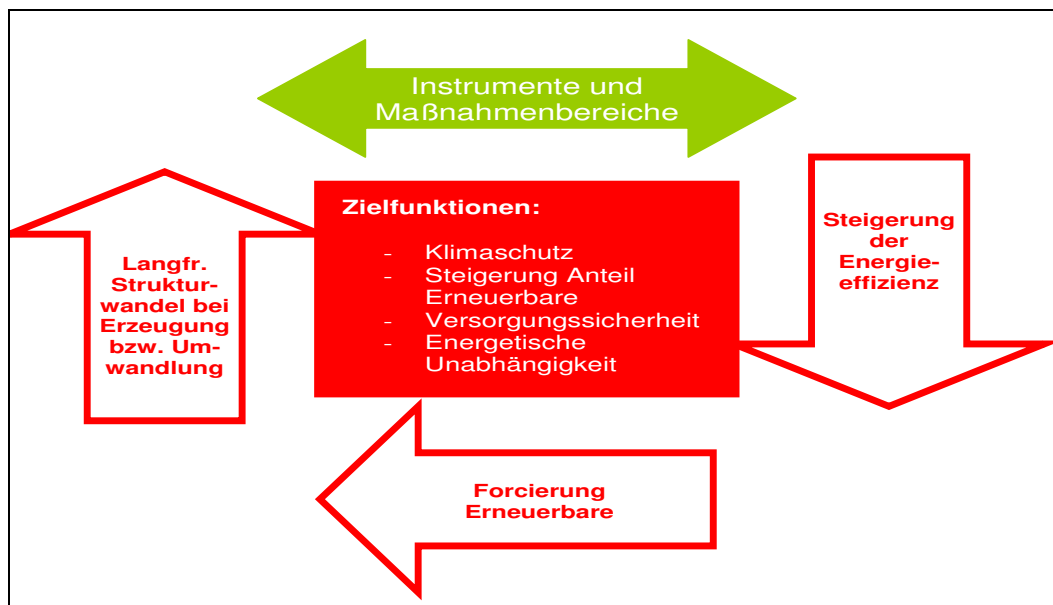 Instrumente und
Maßnahmenbereiche
Zielfunktionen:
- Klimaschutz
- Steigerung Anteil
Erneuerbare
- Versorgungssicherheit
- Energetische
Unabhängigkeit
Langfr.
Struktur-
wandel bei
Erzeugung
bzw. Um-
wandlung
Steigerung
der
Energie-
effizienz
Forcierung
Erneuerbare